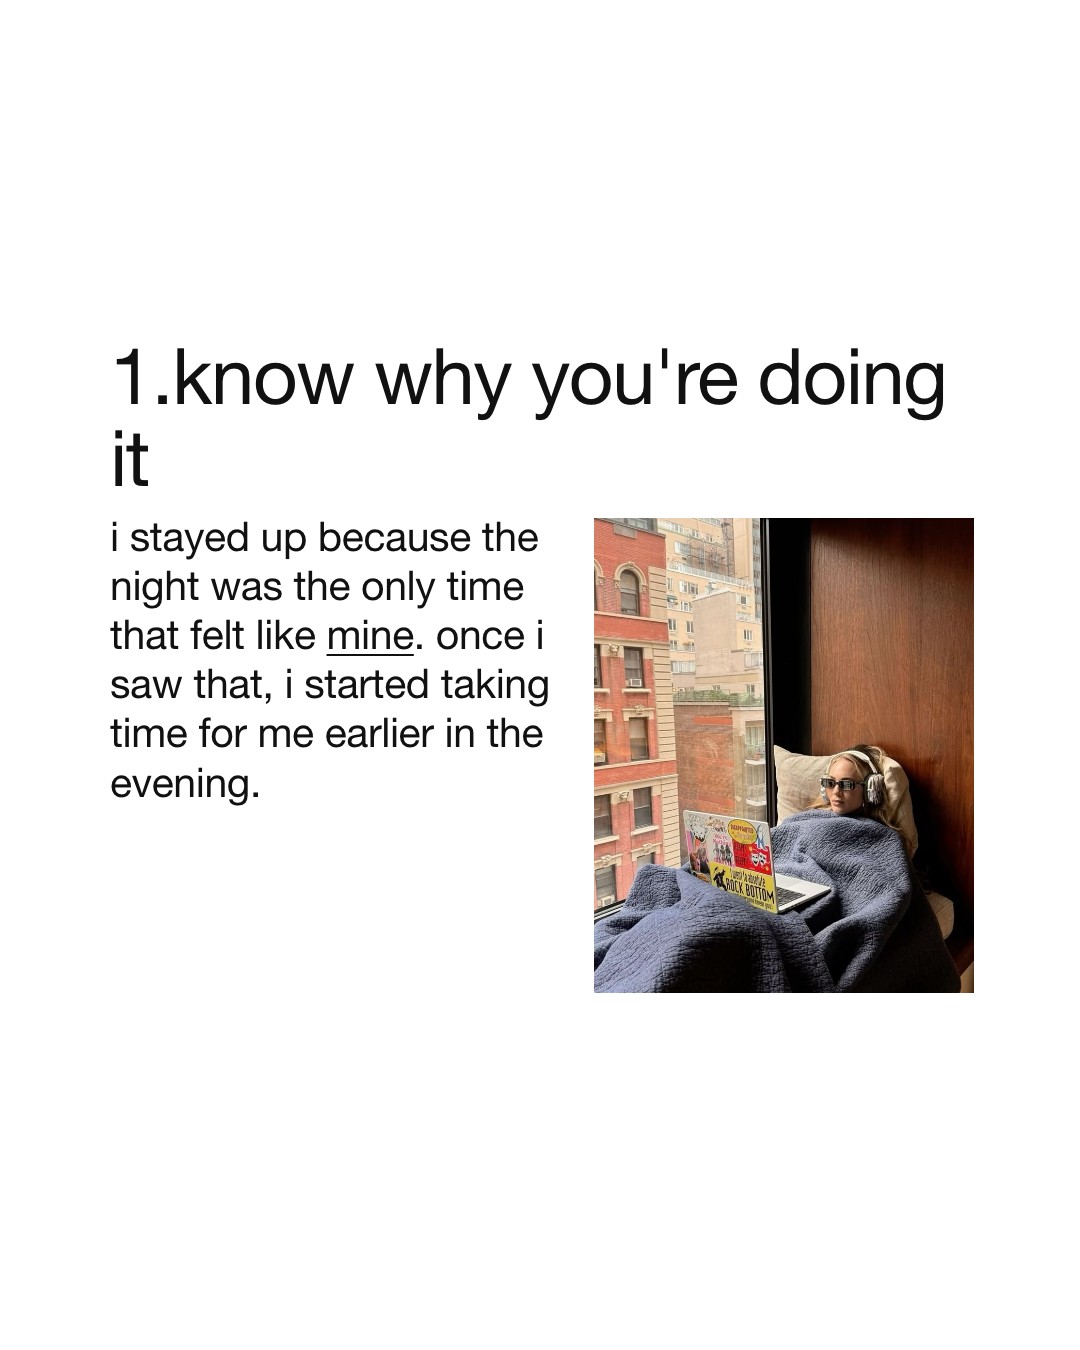 1.know why you're doing
it
i stayed up because the
night was the only time
that felt like mine. once i
saw that, i started taking
time for me earlier in the
evening.
ROCK BOTTOM